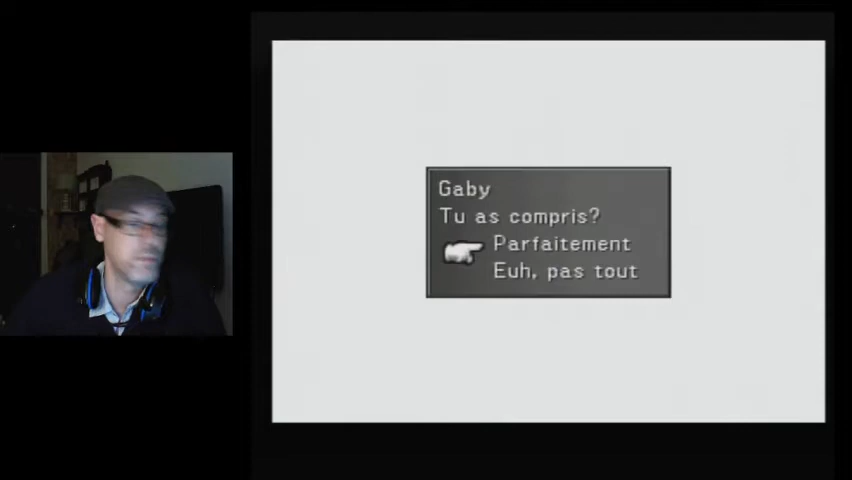 Gaby
Tu as compris?
Parfaitement
Euh, pas tout